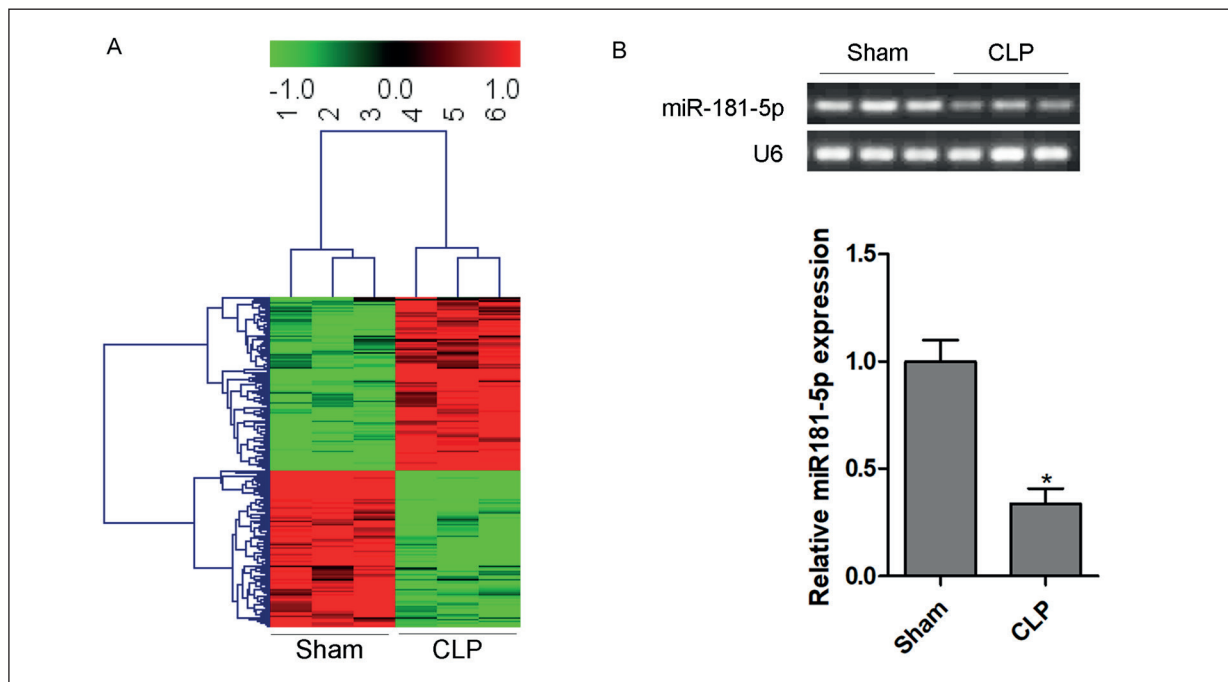 A
-1.0 0.0 1.0
1 2 3 4 5 6
Sham CLP
B
Sham CLP
miR-181-5p
U6
Relative miR181-5p expression
1.5
1.0
0.5
0.0
*
Sham
CLP